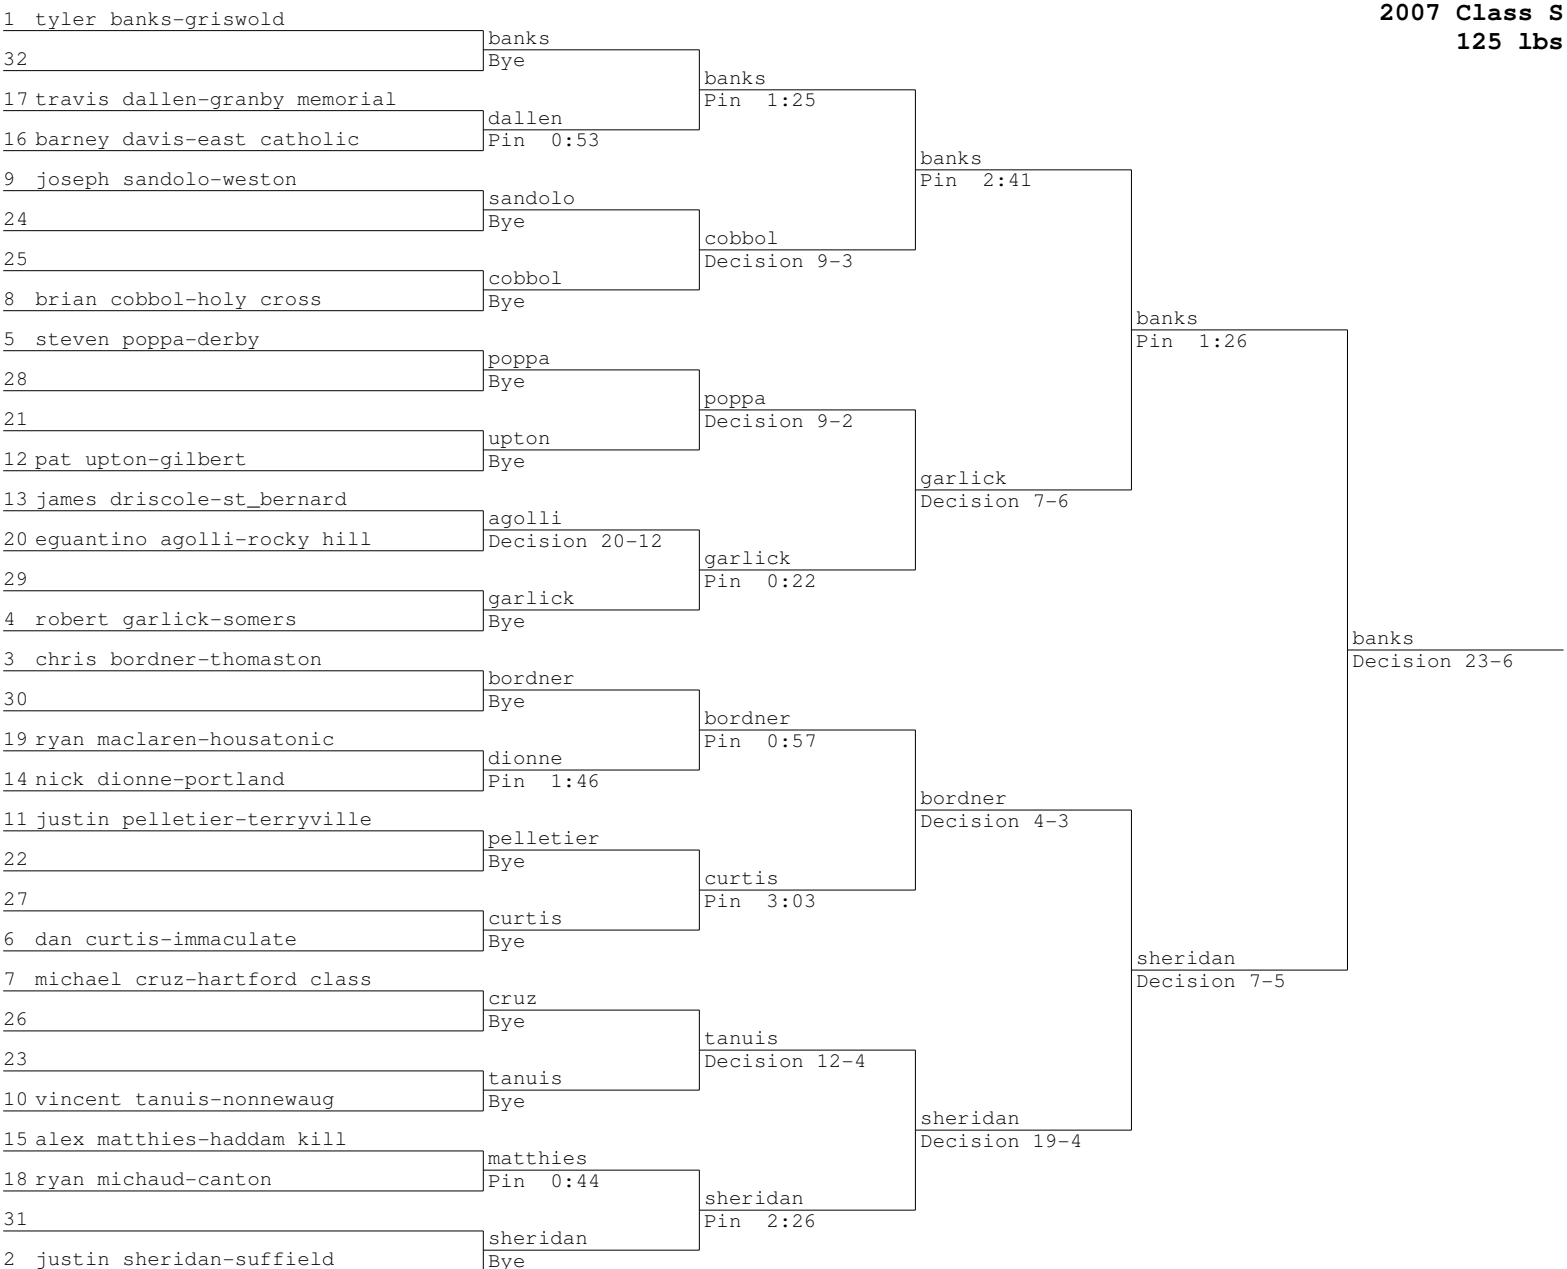 2007 Class S
125 lbs
1 tyler banks-griswold
32
17 travis dallen-granby memorial
16 barney davis-east catholic
9 joseph sandolo-weston
24
25
8 brian cobbol-holy cross
5 steven poppa-derby
28
21
12 pat upton-gilbert
13 james driscole-st_bernard
20 eguantino agolli-rocky hill
29
4 robert garlick-somers
3 chris bordner-thomaston
30
19 ryan maclaren-housatonic
14 nick dionne-portland
11 justin pelletier-terryville
22
27
6 dan curtis-immaculate
7 michael cruz-hartford class
26
23
10 vincent tanuis-nonnewaug
15 alex matthies-haddam kill
18 ryan michaud-canton
31
2 justin sheridan-suffield
banks
Bye
dallen
Pin 0:53
sandolo
Bye
cobbol
Bye
poppa
Bye
upton
Bye
agolli
Decision 20-12
garlick
Bye
bordner
Bye
dionne
Pin 1:46
pelletier
Bye
curtis
Bye
cruz
Bye
tanuis
Bye
matthies
Pin 0:44
sheridan
Bye
banks
Pin 1:25
cobbol
Decision 9-3
poppa
Decision 9-2
garlick
Pin 0:22
bordner
Pin 0:57
curtis
Pin 3:03
tanuis
Decision 12-4
sheridan
Pin 2:26
banks
Pin 2:41
garlick
Decision 7-6
bordner
Decision 4-3
sheridan
Decision 19-4
banks
Pin 1:26
sheridan
Decision 7-5
banks
Decision 23-6